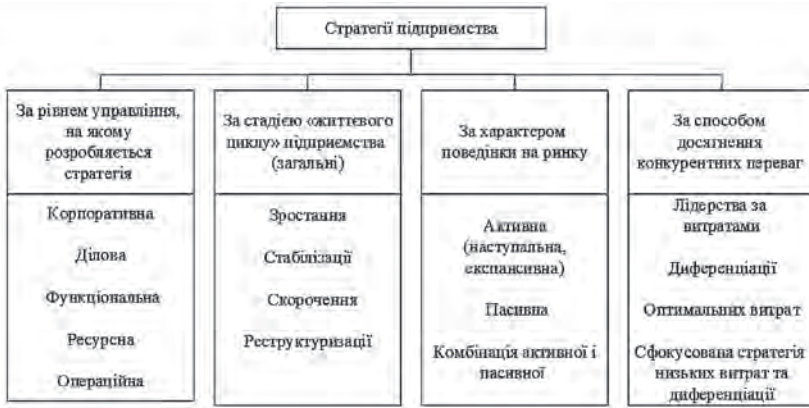 Стратегії підприємства
За рівнем управління,
на якому
розробляється
стратегія
Корпоративна
Ділова
Функціональна
Ресурсна
Операційна
За стадією «життєвого
циклу» підприємства
(загальні)
Зростання
Стабілізації
Скорочення
Реструктуризації
За характером
поведінки на ринку
Активна
(наступальна,
експансивна)
Пасивна
Комбінація активної і
пасивної
За способом
досягнення
конкурентних переваг
Лідерства за
витратами
Диференціації
Оптимальних витрат
Сфокусована стратегія
низьких витрат та
диференціації